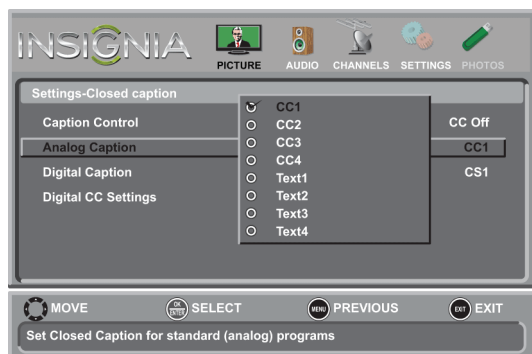 INSIGNIA
PICTURE AUDIO CHANNELS SETTINGS PHOTOS
Settings-Closed caption
Caption Control CC Off
Analog Caption CC1
Digital Caption CS1
Digital CC Settings
CC1
CC2
CC3
CC4
Text1
Text2
Text3
Text4
MOVE OK ENTER SELECT MENU PREVIOUS EXIT EXIT
Set Closed Caption for standard (analog) programs